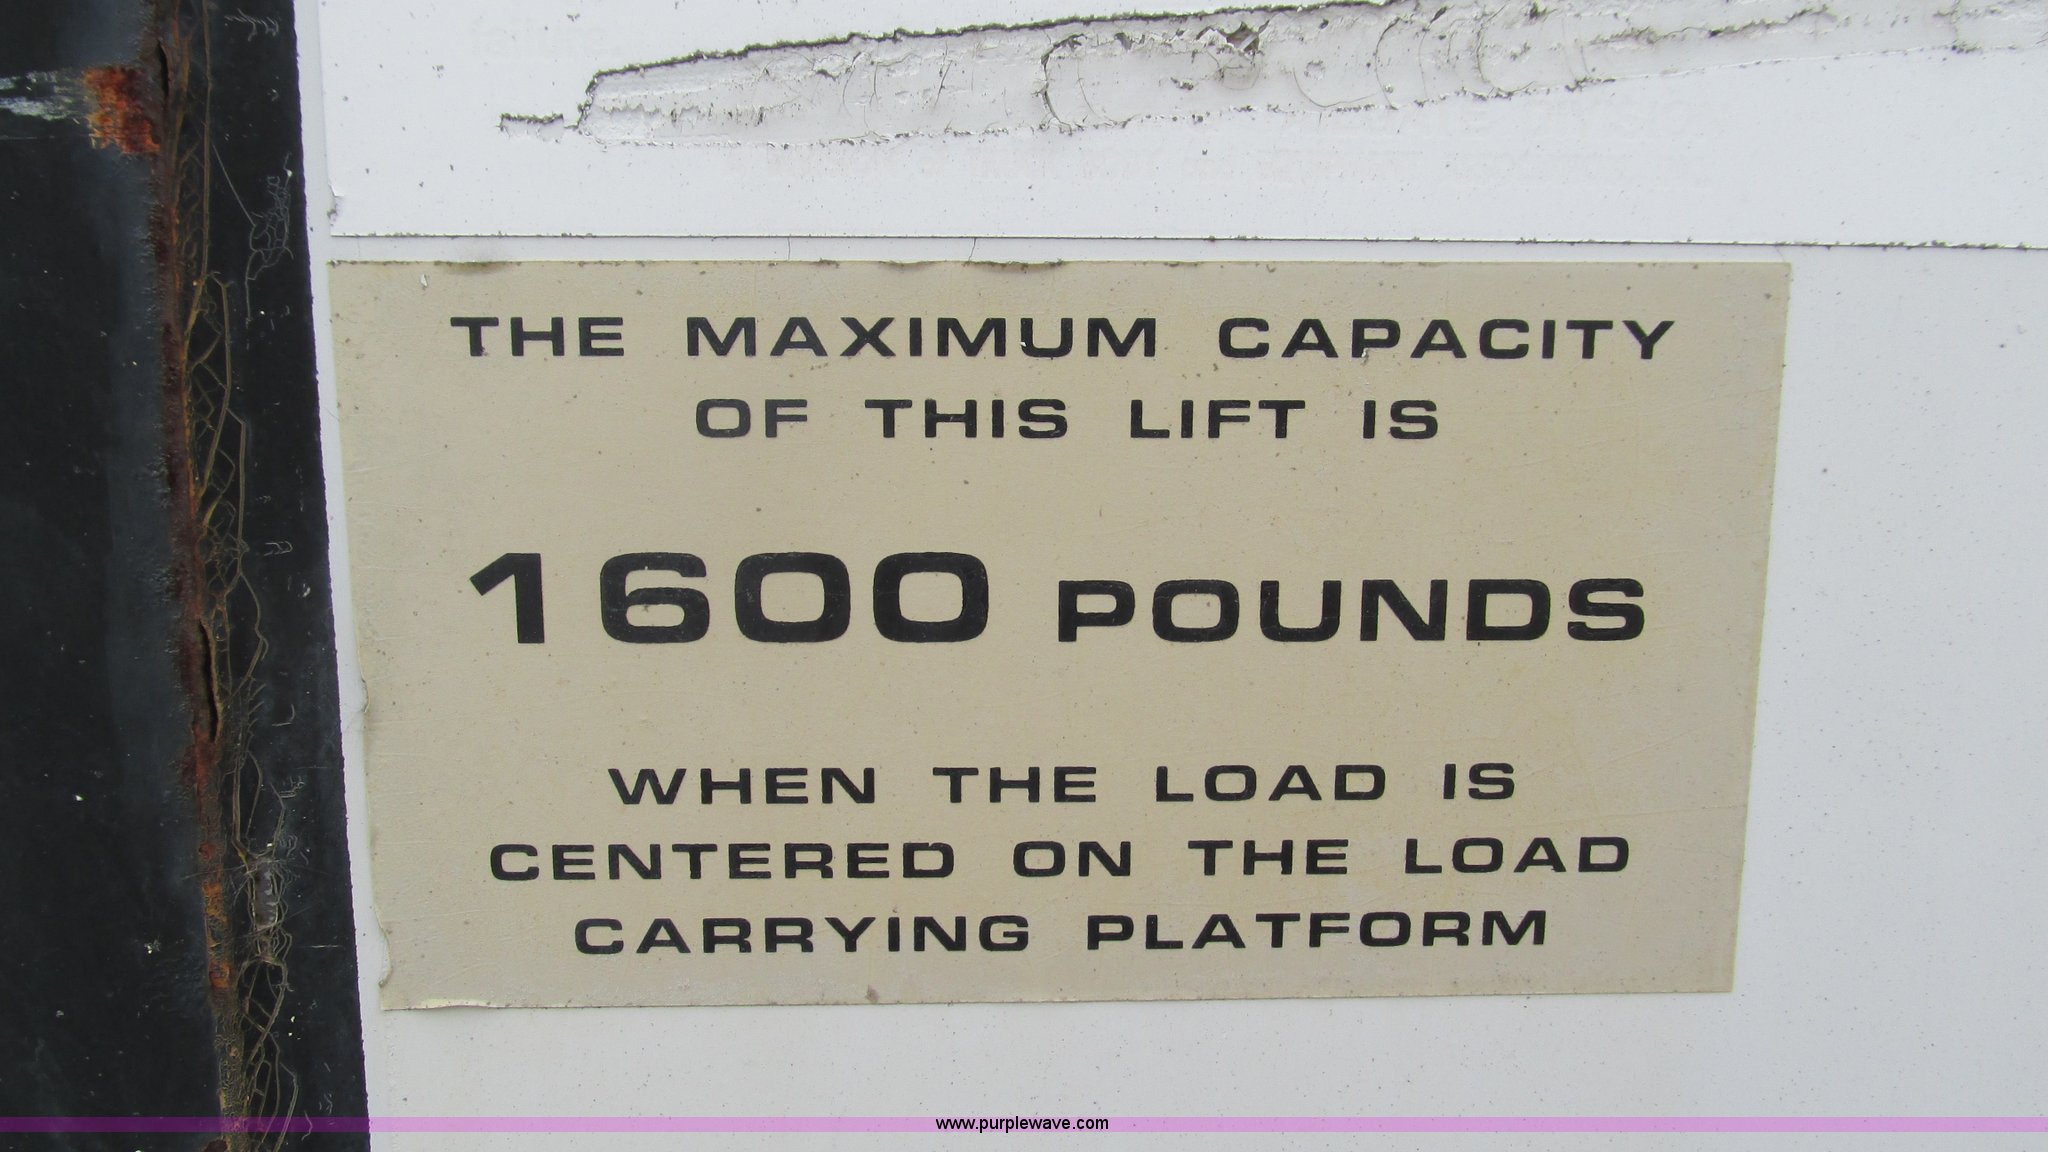 THE MAXIMUM CAPACITY
OF THIS LIFT IS
1600 POUNDS
WHEN THE LOAD IS
CENTERED ON THE LOAD
CARRYING PLATFORM
www.purplewave.com